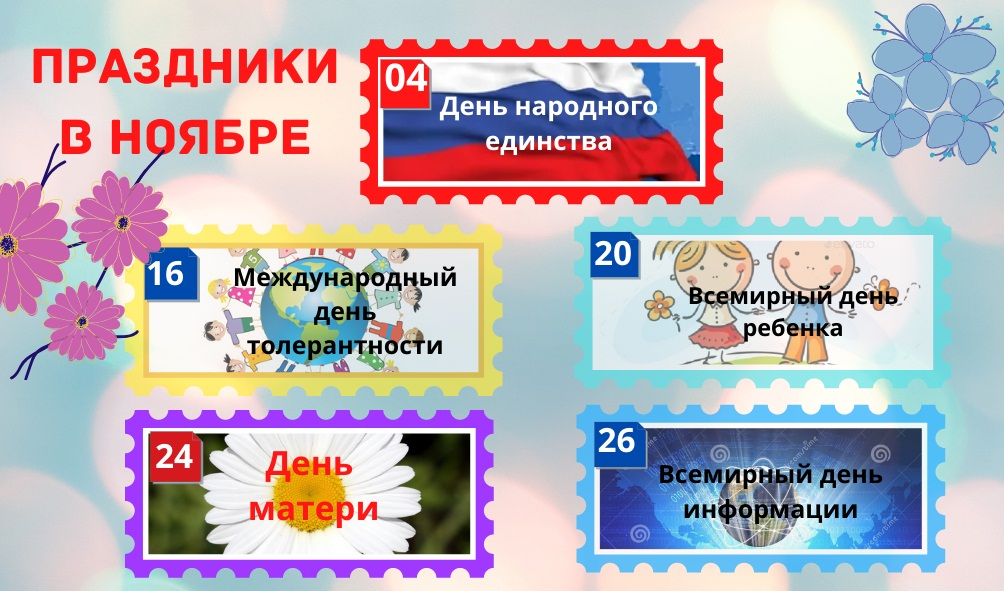 ПРАЗДНИКИ
В НОЯБРЕ
04
День народного
единства
16
Международный
день
толерантности
20
Всемирный день
ребенка
24
День
матери
26
Всемирный день
информации